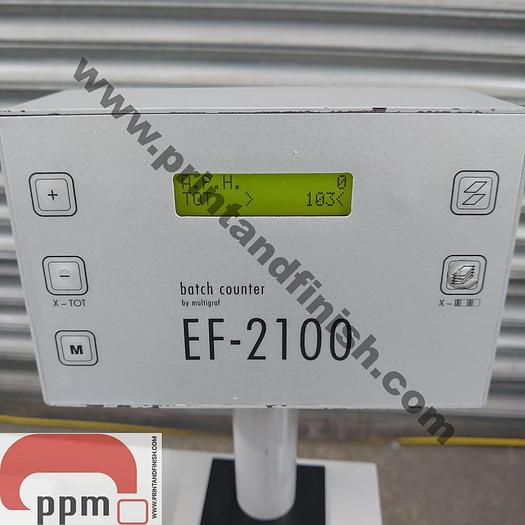 A.P.H. 0
TOT > 103<
+
−
X – TOT
M
X –
batch counter
by multigraf
EF-2100
www.printandfinish.com
ppm
WWW.PRINTANDFINISH.COM